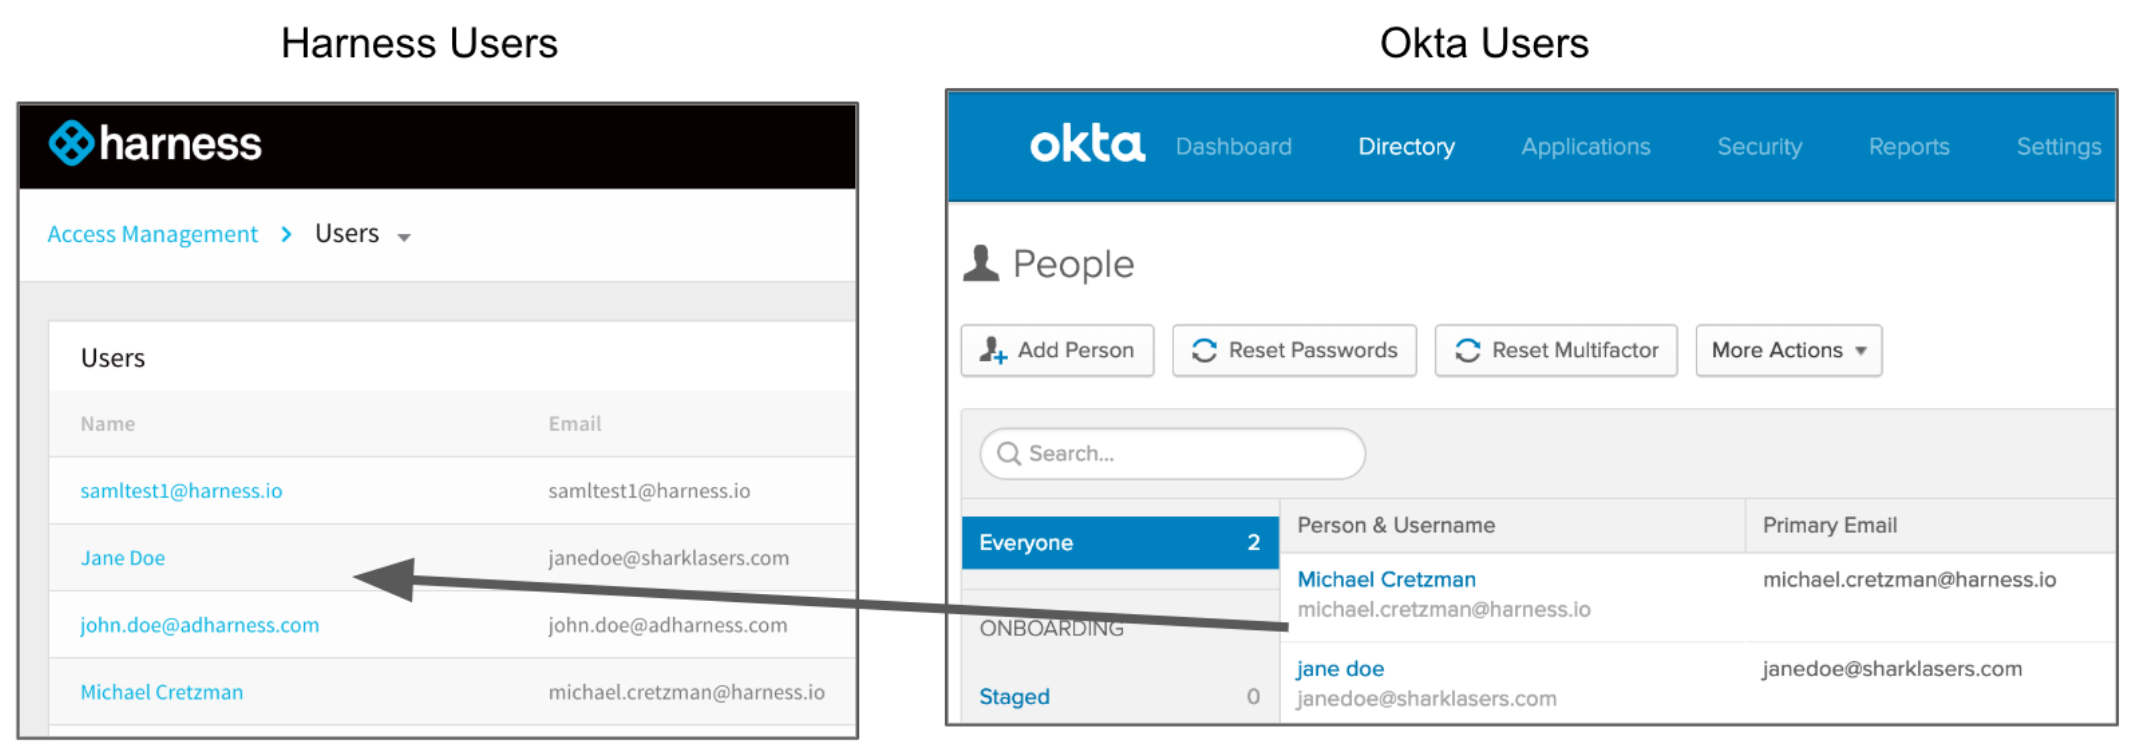 Harness Users
harness
Access Management > Users
Users
Name Email
samltest1@harness.io samltest1@harness.io
Jane Doe janedoe@sharklasers.com
john.doe@adharness.com john.doe@adharness.com
Michael Cretzman michael.cretzman@harness.io
Okta Users
okta Dashboard Directory Applications Security Reports Settings
People
Add Person Reset Passwords Reset Multifactor More Actions
Search...
Everyone 2
ONBOARDING
Staged 0
Person & Username Primary Email
Michael Cretzman michael.cretzman@harness.io
michael.cretzman@harness.io
jane doe janedoe@sharklasers.com
janedoe@sharklasers.com